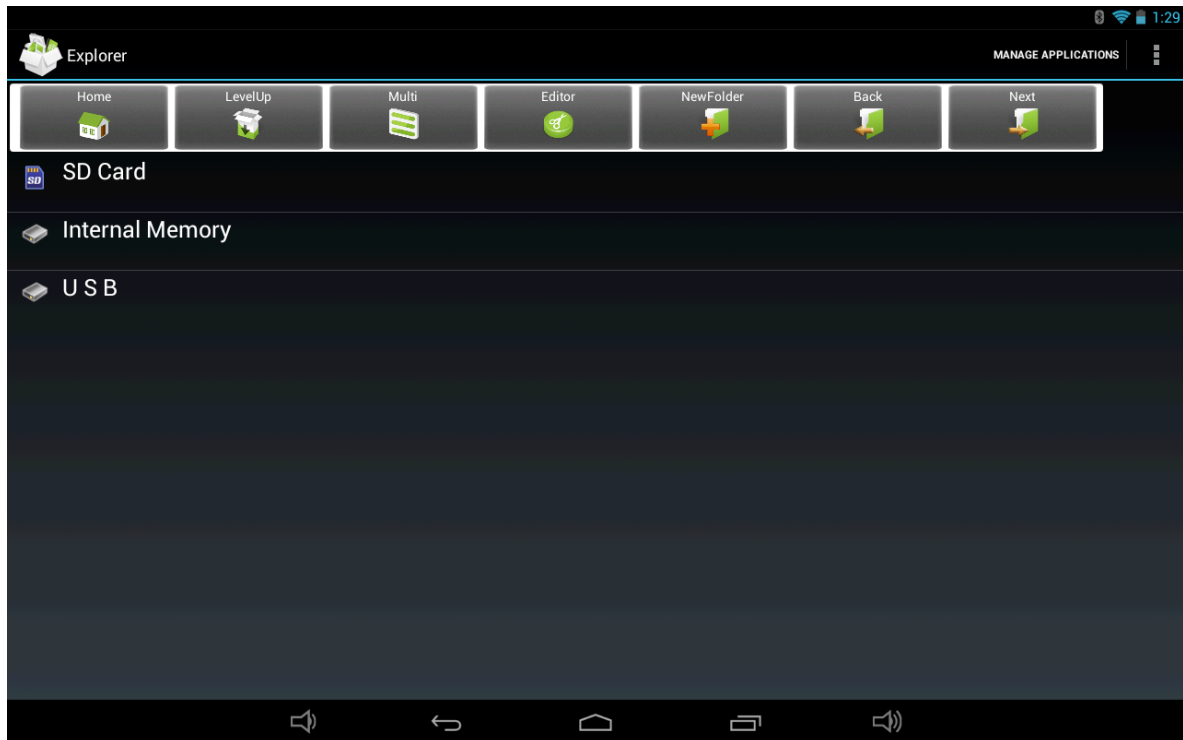 1:29
Explorer MANAGE APPLICATIONS
Home LevelUp Multi Editor NewFolder Back Next
SD Card
Internal Memory
U S B